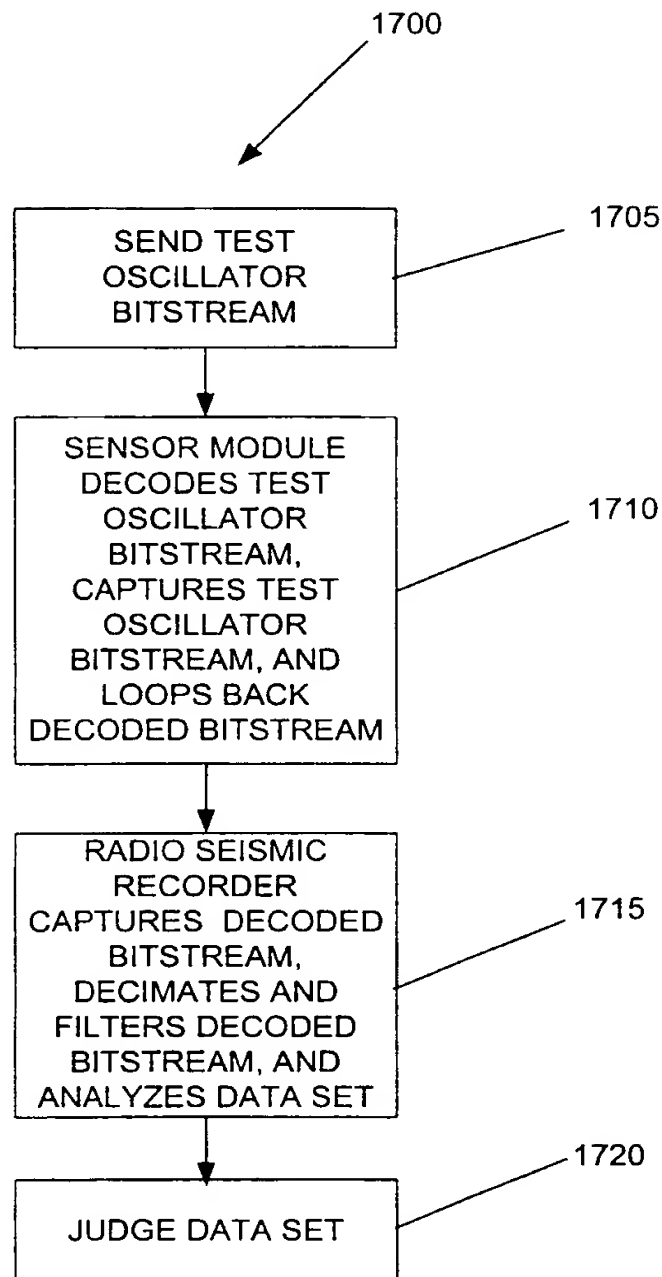 1700
SEND TEST
OSCILLATOR
BITSTREAM
1705
SENSOR MODULE
DECODES TEST
OSCILLATOR
BITSTREAM,
CAPTURES TEST
OSCILLATOR
BITSTREAM, AND
LOOPS BACK
DECODED BITSTREAM
1710
RADIO SEISMIC
RECORDER
CAPTURES DECODED
BITSTREAM,
DECIMATES AND
FILTERS DECODED
BITSTREAM, AND
ANALYZES DATA SET
1715
JUDGE DATA SET
1720